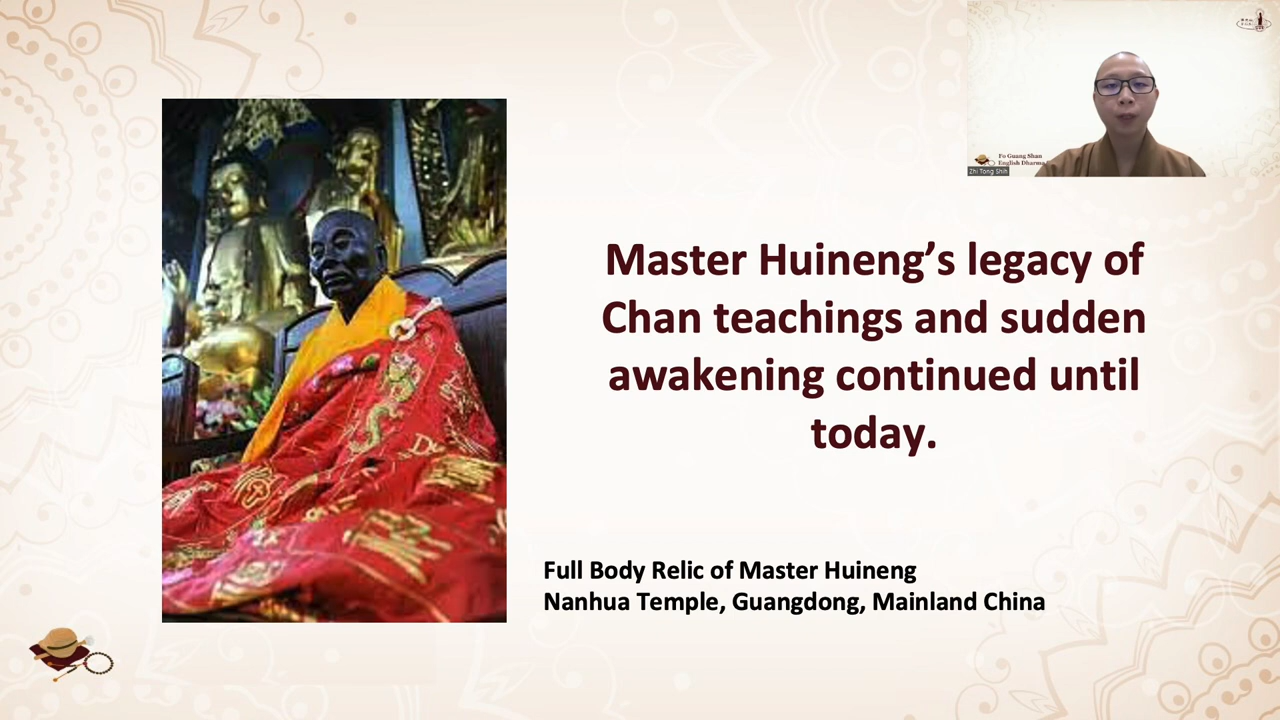 Fo Guang Shan
English Dharma
Zhi Tong Shih
Master Huineng’s legacy of
Chan teachings and sudden
awakening continued until
today.
Full Body Relic of Master Huineng
Nanhua Temple, Guangdong, Mainland China